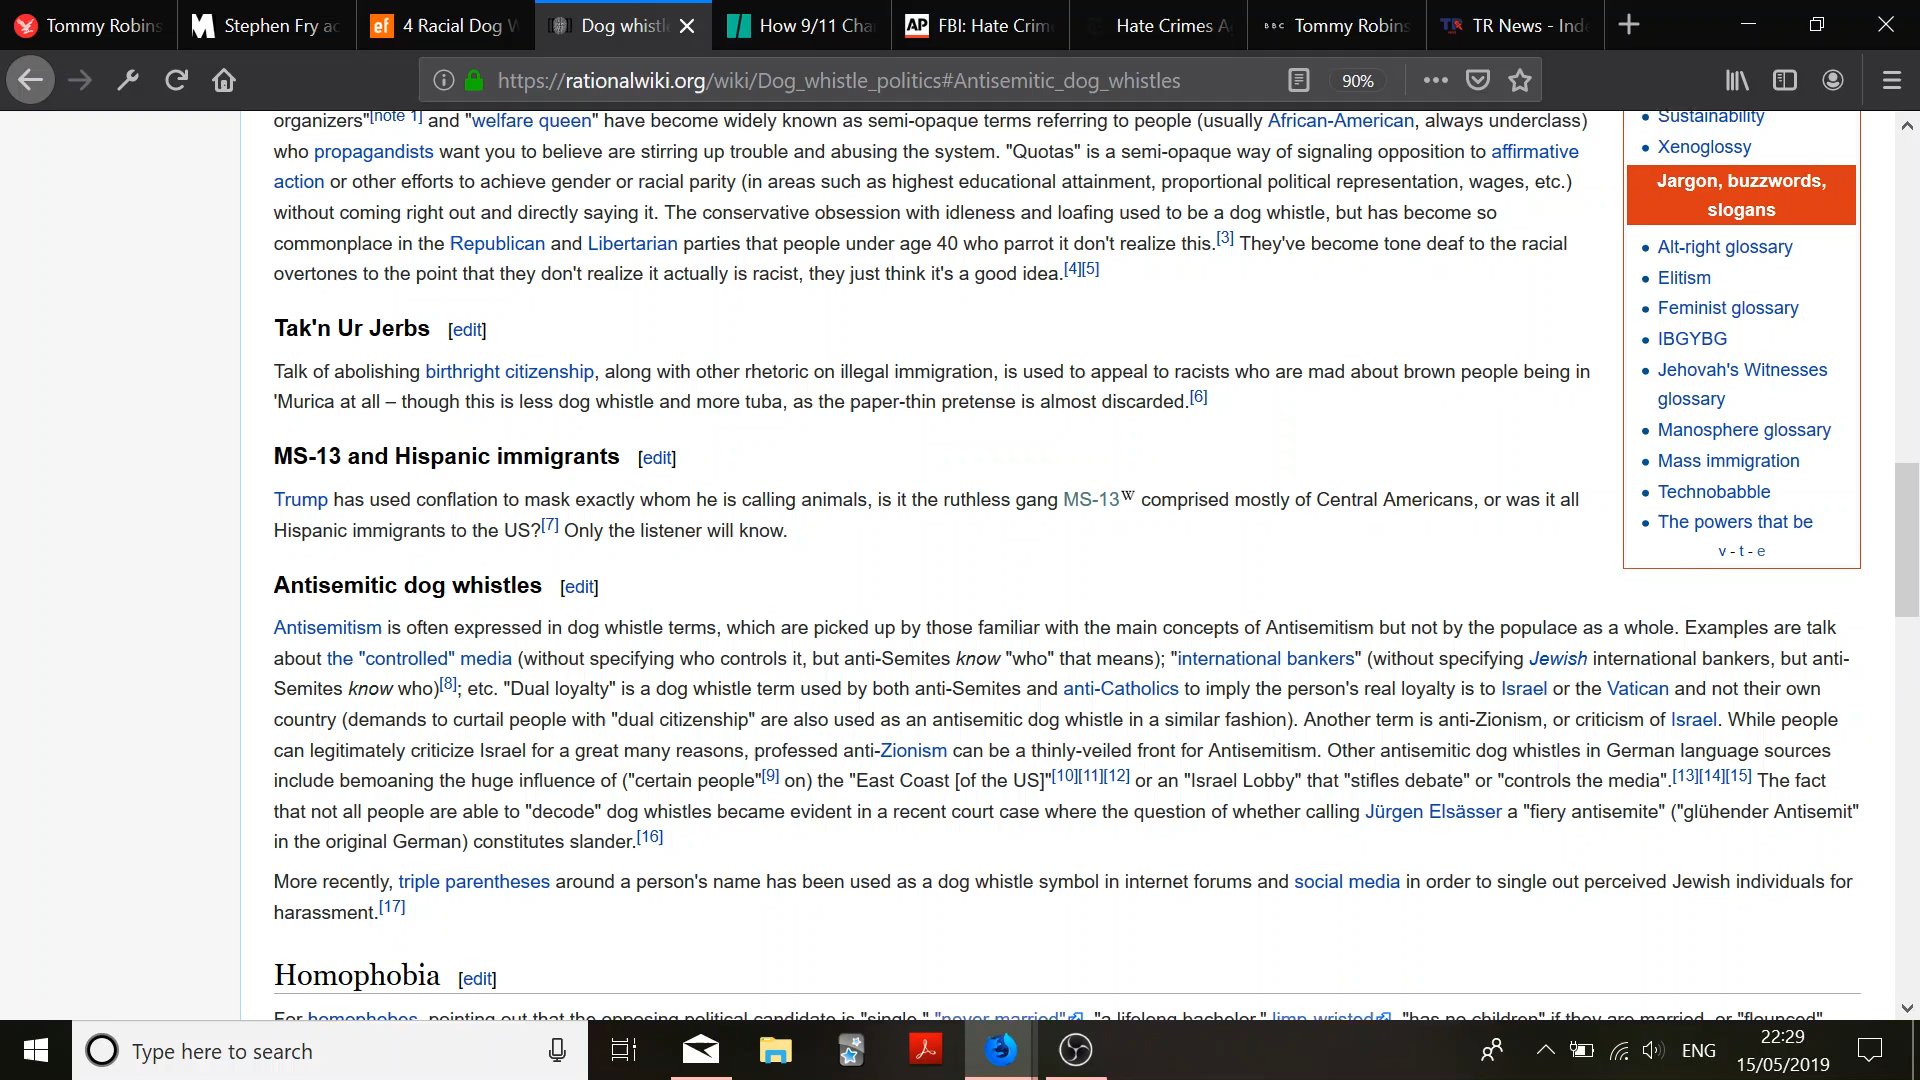 Tommy Robins
Stephen Fry ac
4 Racial Dog W
Dog whistle
How 9/11 Cha
AP
FBI: Hate Crim
Hate Crimes A
BBC
Tommy Robins
TR News - Ind
https://rationalwiki.org/wiki/Dog_whistle_politics#Antisemitic_dog_whistles
90%
organizers"[note 1] and "welfare queen" have become widely known as semi-opaque terms referring to people (usually African-American, always underclass)
who propagandists want you to believe are stirring up trouble and abusing the system. "Quotas" is a semi-opaque way of signaling opposition to affirmative
action or other efforts to achieve gender or racial parity (in areas such as highest educational attainment, proportional political representation, wages, etc.)
without coming right out and directly saying it. The conservative obsession with idleness and loafing used to be a dog whistle, but has become so
commonplace in the Republican and Libertarian parties that people under age 40 who parrot it don't realize this.[3] They've become tone deaf to the racial
overtones to the point that they don't realize it actually is racist, they just think it's a good idea.[4][5]
Tak'n Ur Jerbs [edit]
Talk of abolishing birthright citizenship, along with other rhetoric on illegal immigration, is used to appeal to racists who are mad about brown people being in
'Murica at all – though this is less dog whistle and more tuba, as the paper-thin pretense is almost discarded.[6]
MS-13 and Hispanic immigrants [edit]
Trump has used conflation to mask exactly whom he is calling animals, is it the ruthless gang MS-13W comprised mostly of Central Americans, or was it all
Hispanic immigrants to the US?[7] Only the listener will know.
Antisemitic dog whistles [edit]
Antisemitism is often expressed in dog whistle terms, which are picked up by those familiar with the main concepts of Antisemitism but not by the populace as a whole. Examples are talk
about the "controlled" media (without specifying who controls it, but anti-Semites know "who" that means); "international bankers" (without specifying Jewish international bankers, but anti-
Semites know who)[8]; etc. "Dual loyalty" is a dog whistle term used by both anti-Semites and anti-Catholics to imply the person's real loyalty is to Israel or the Vatican and not their own
country (demands to curtail people with "dual citizenship" are also used as an antisemitic dog whistle in a similar fashion). Another term is anti-Zionism, or criticism of Israel. While people
can legitimately criticize Israel for a great many reasons, professed anti-Zionism can be a thinly-veiled front for Antisemitism. Other antisemitic dog whistles in German language sources
include bemoaning the huge influence of ("certain people"[9] on) the "East Coast [of the US]"[10][11][12] or an "Israel Lobby" that "stifles debate" or "controls the media".[13][14][15] The fact
that not all people are able to "decode" dog whistles became evident in a recent court case where the question of whether calling Jürgen Elsässer a "fiery antisemite" ("glühender Antisemit"
in the original German) constitutes slander.[16]
More recently, triple parentheses around a person's name has been used as a dog whistle symbol in internet forums and social media in order to single out perceived Jewish individuals for
harassment.[17]
Homophobia [edit]
For homophobes, pointing out that the opposing political candidate is "single," "never married", "a lifelong bachelor," limp wristed, "has no children" if they are married, or "flounced"
Sustainability
Xenoglossy
Jargon, buzzwords,
slogans
Alt-right glossary
Elitism
Feminist glossary
IBGYBG
Jehovah's Witnesses
glossary
Manosphere glossary
Mass immigration
Technobabble
The powers that be
v - t - e
Type here to search
ENG
22:29
15/05/2019